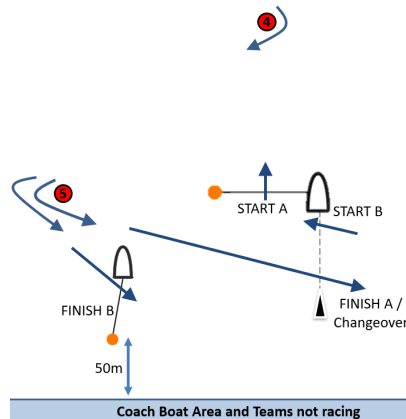 4
5
START A
START B
FINISH B
FINISH A /
Changeover
50m
Coach Boat Area and Teams not racing